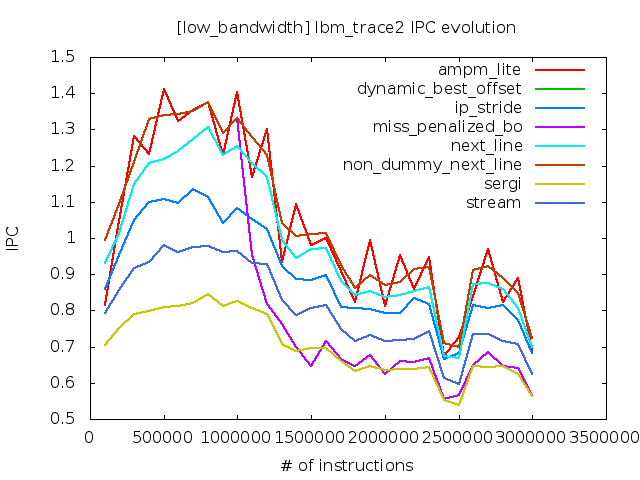 [low_bandwidth] lbm_trace2 IPC evolution
1.5
1.4
1.3
1.2
1.1
1
0.9
0.8
0.7
0.6
0.5
IPC
ampm_lite
dynamic_best_offset
ip_stride
miss_penalized_bo
next_line
non_dummy_next_line
sergi
stream
0 500000 1000000 1500000 2000000 2500000 3000000 3500000
# of instructions